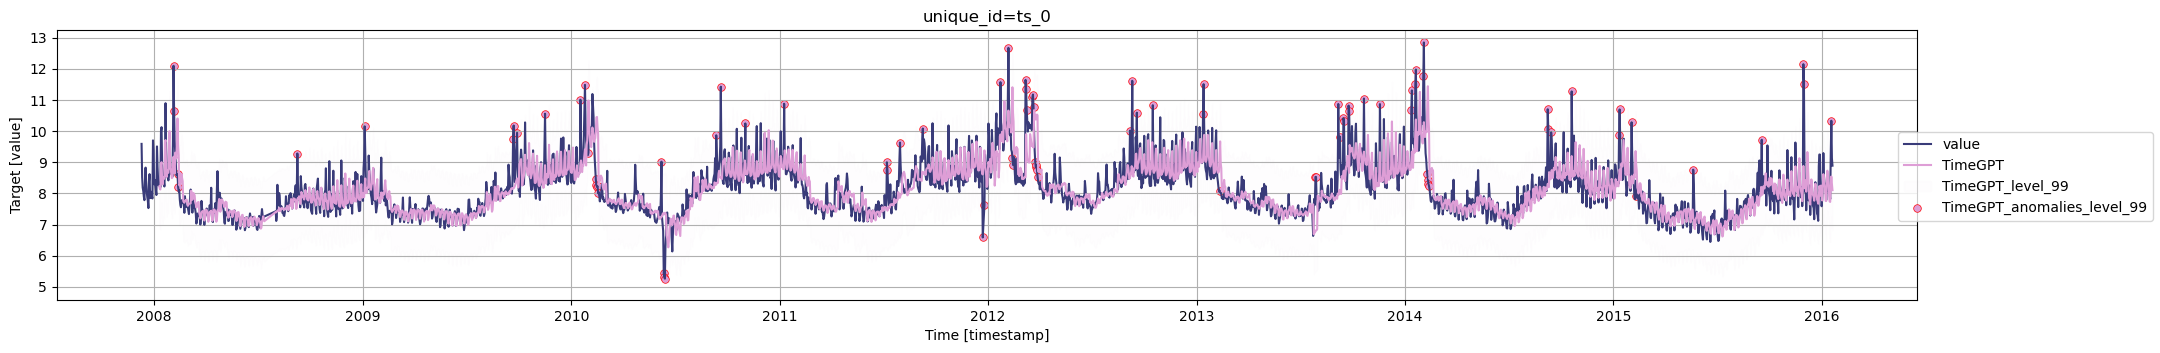 unique_id=ts_0
Target [value]
13
12
11
10
9
8
7
6
5
2008 2009 2010 2011 2012 2013 2014 2015 2016
Time [timestamp]
value
TimeGPT
TimeGPT_level_99
TimeGPT_anomalies_level_99